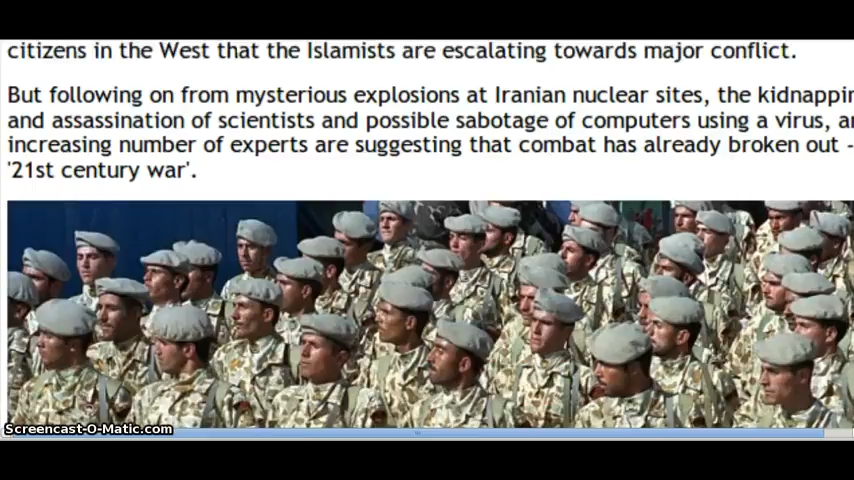 citizens in the West that the Islamists are escalating towards major conflict.
But following on from mysterious explosions at Iranian nuclear sites, the
and assassination of scientists and possible sabotage of computers using a virus,
increasing number of experts are suggesting that combat has already broken out -
'21st century war'.
Screencast-O-Matic.com